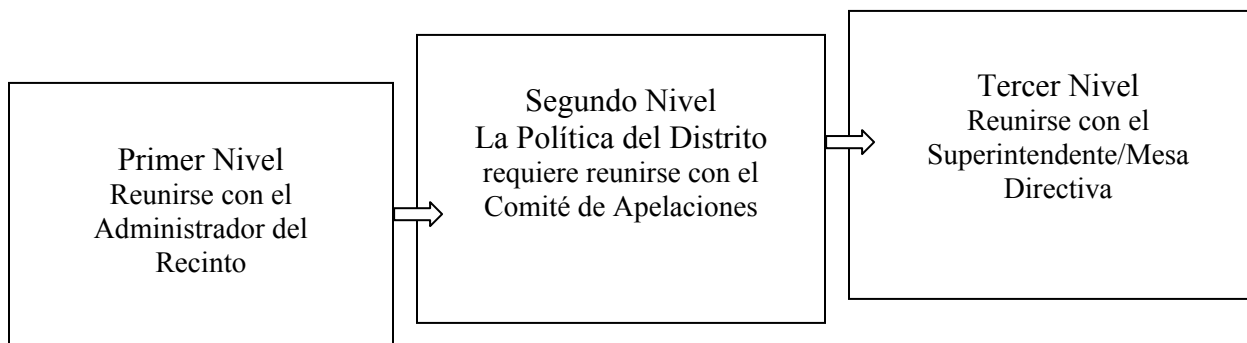 Primer Nivel
Reunirse con el
Administrador del
Recinto
Segundo Nivel
La Política del Distrito
requiere reunirse con el
Comité de Apelaciones
Tercer Nivel
Reunirse con el
Superintendente/Mesa
Directiva